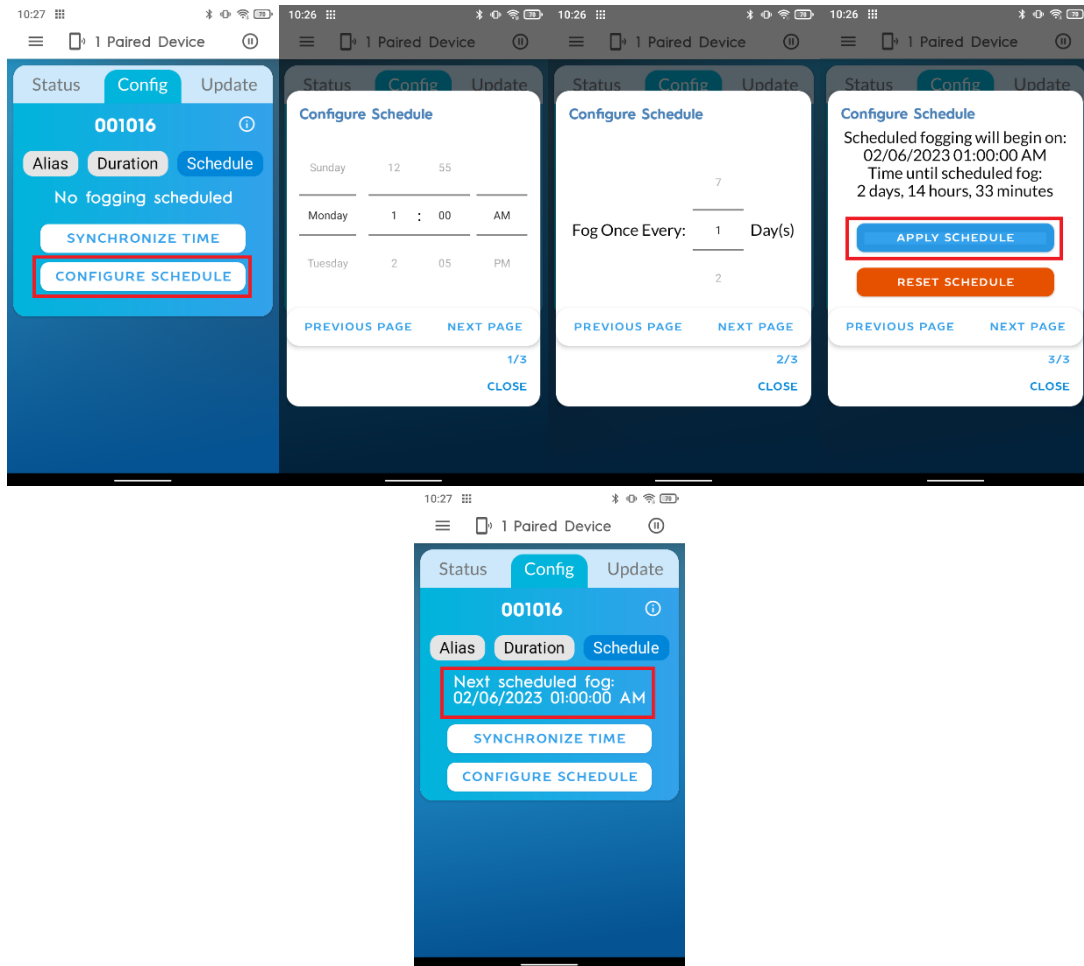 10:27
70
1 Paired Device
Status Config Update
001016
Alias Duration Schedule
No fogging scheduled
SYNCHRONIZE TIME
CONFIGURE SCHEDULE
10:26
70
1 Paired Device
Status Config Update
Configure Schedule
Sunday 12 55
Monday 1 : 00 AM
Tuesday 2 05 PM
PREVIOUS PAGE NEXT PAGE
1/3
CLOSE
10:26
70
1 Paired Device
Status Config Update
Configure Schedule
7
Fog Once Every: 1 Day(s)
2
PREVIOUS PAGE NEXT PAGE
2/3
CLOSE
10:26
70
1 Paired Device
Status Config Update
Configure Schedule
Scheduled fogging will begin on:
02/06/2023 01:00:00 AM
Time until scheduled fog:
2 days, 14 hours, 33 minutes
APPLY SCHEDULE
RESET SCHEDULE
PREVIOUS PAGE NEXT PAGE
3/3
CLOSE
10:27
70
1 Paired Device
Status Config Update
001016
Alias Duration Schedule
Next scheduled fog:
02/06/2023 01:00:00 AM
SYNCHRONIZE TIME
CONFIGURE SCHEDULE